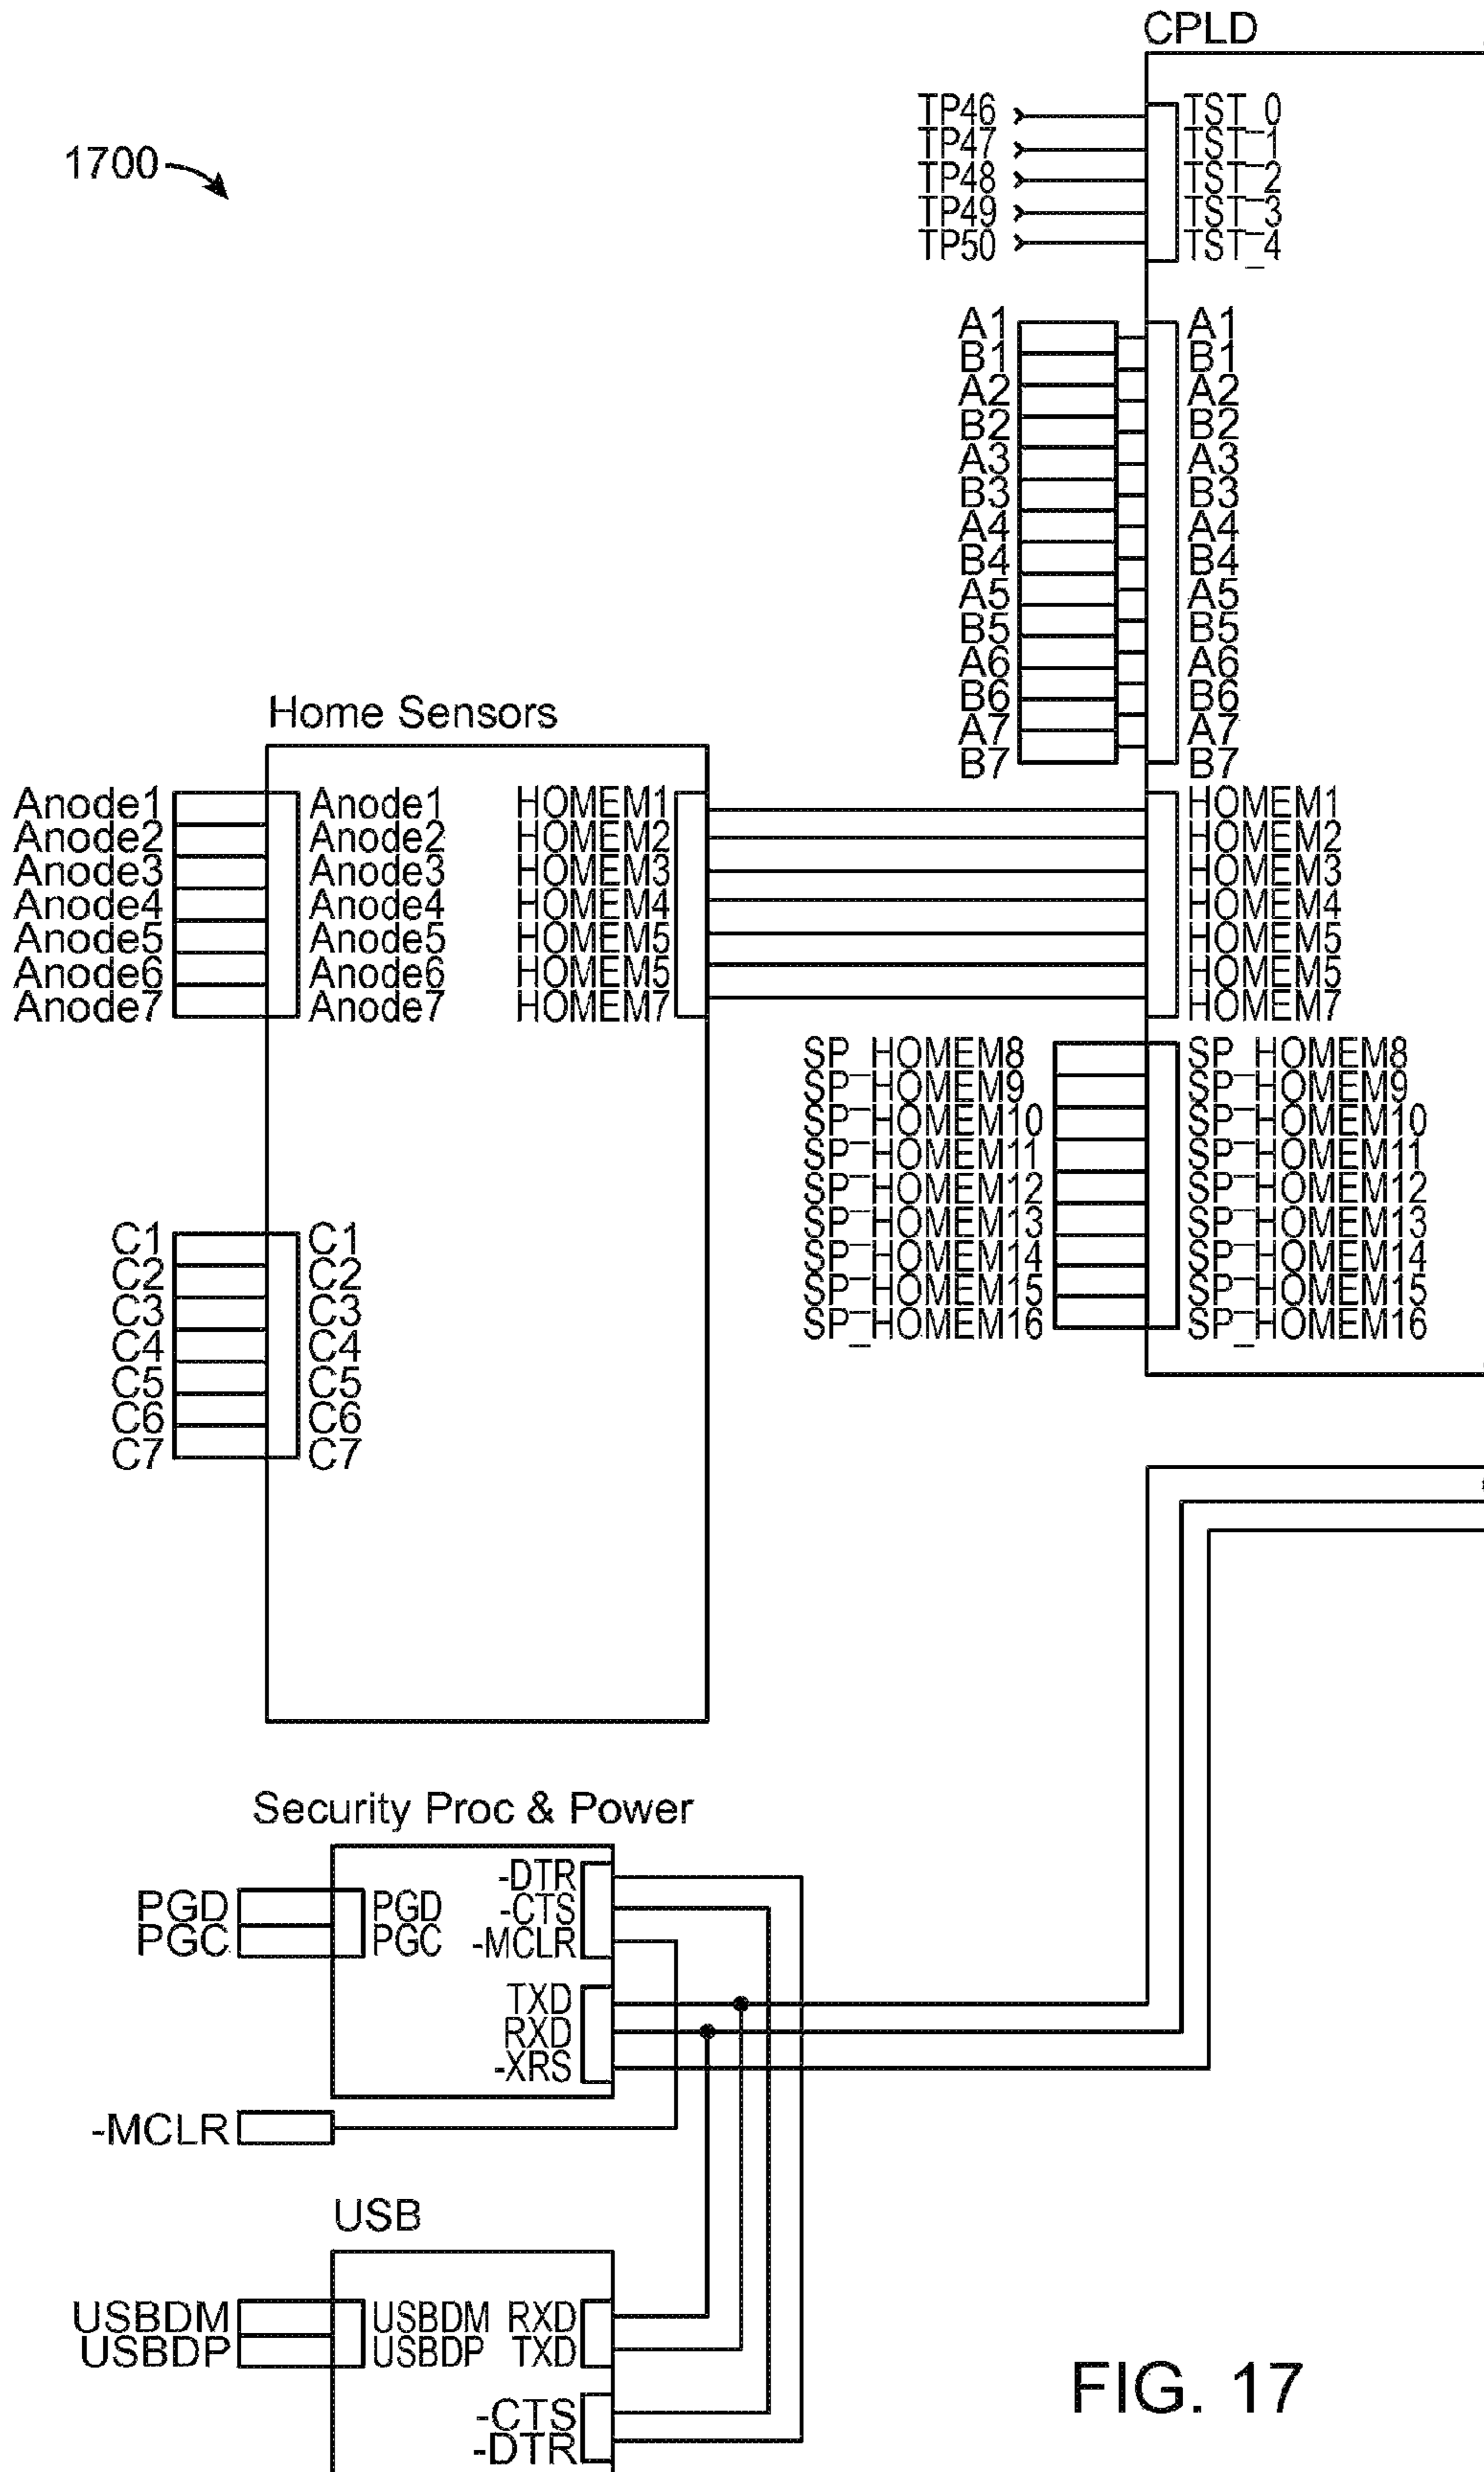 CPLD
1700
TP46 TST_0
TP47 TST_1
TP48 TST_2
TP49 TST_3
TP50 TST_4
A1 A1
B1 B1
A2 A2
B2 B2
A3 A3
B3 B3
A4 A4
B4 B4
A5 A5
B5 B5
A6 A6
B6 B6
A7 A7
B7 B7
Home Sensors
Anode1 Anode1 HOMEM1 HOMEM1
Anode2 Anode2 HOMEM2 HOMEM2
Anode3 Anode3 HOMEM3 HOMEM3
Anode4 Anode4 HOMEM4 HOMEM4
Anode5 Anode5 HOMEM5 HOMEM5
Anode6 Anode6 HOMEM5 HOMEM5
Anode7 Anode7 HOMEM7 HOMEM7
SP_HOMEM8 SP_HOMEM8
SP_HOMEM9 SP_HOMEM9
SP_HOMEM10 SP_HOMEM10
SP_HOMEM11 SP_HOMEM11
SP_HOMEM12 SP_HOMEM12
SP_HOMEM13 SP_HOMEM13
SP_HOMEM14 SP_HOMEM14
SP_HOMEM15 SP_HOMEM15
SP_HOMEM16 SP_HOMEM16
C1 C1
C2 C2
C3 C3
C4 C4
C5 C5
C6 C6
C7 C7
Security Proc & Power
-DTR
PGD PGD -CTS
PGC PGC -MCLR
TXD
RXD
-XRS
-MCLR
USB
USBDM USBDM RXD
USBDP USBDP TXD
-CTS
-DTR
FIG. 17